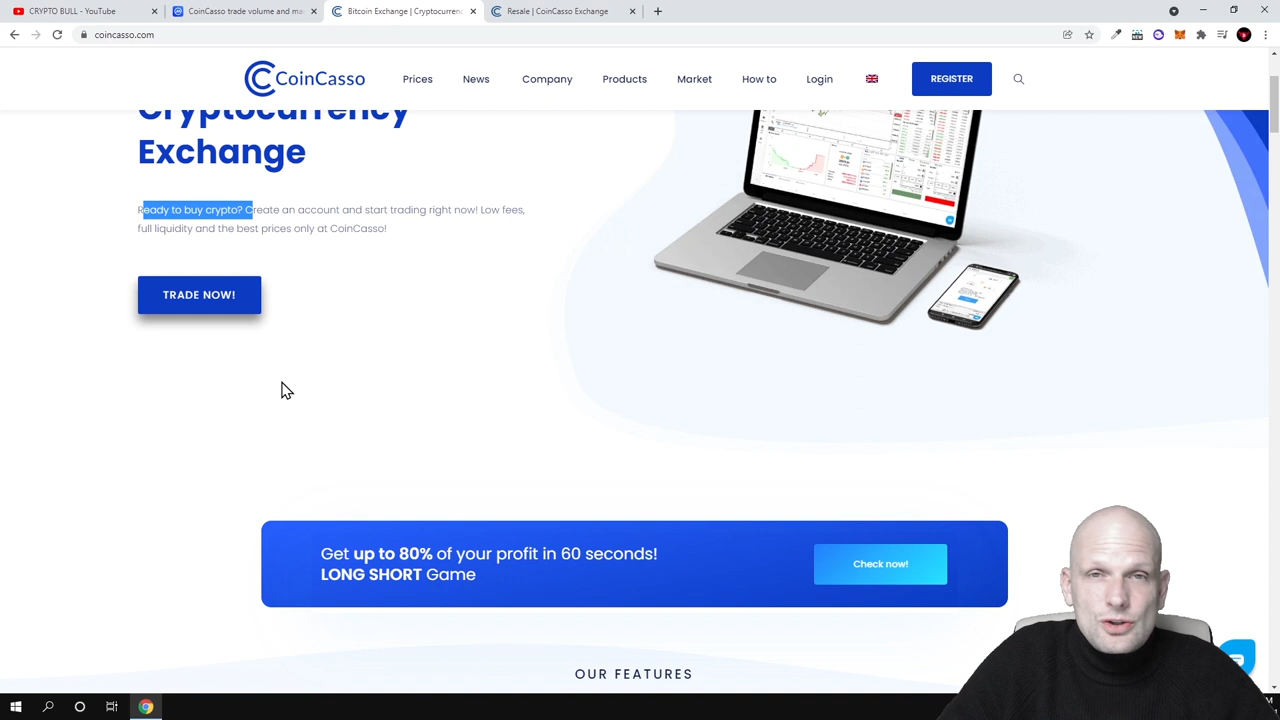 CRYPTO BULL - YouTube
CoinCasso trade volume and ma
Bitcoin Exchange | Cryptocurrenc
Resale | CoinCasso Exchange
coincasso.com
CoinCasso
Prices
News
Company
Products
Market
How to
Login
REGISTER
Cryptocurrency
Exchange
Ready to buy crypto? Create an account and start trading right now! Low fees,
full liquidity and the best prices only at CoinCasso!
TRADE NOW!
Get up to 80% of your profit in 60 seconds!
LONG SHORT Game
Check now!
OUR FEATURES